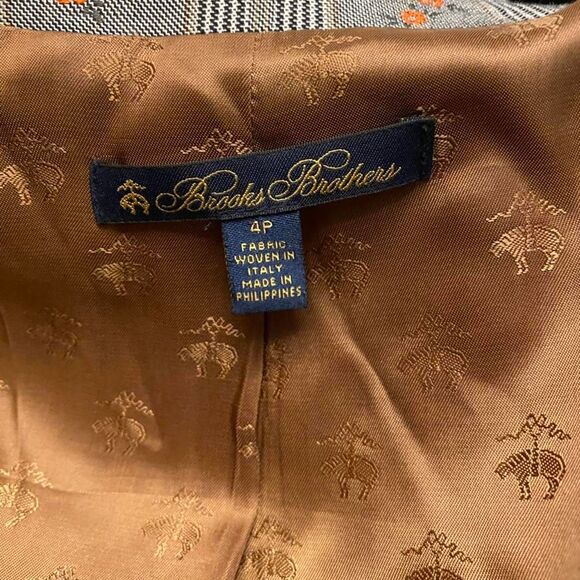 Brooks Brothers
4P
FABRIC
WOVEN IN
ITALY
MADE IN
PHILIPPINES